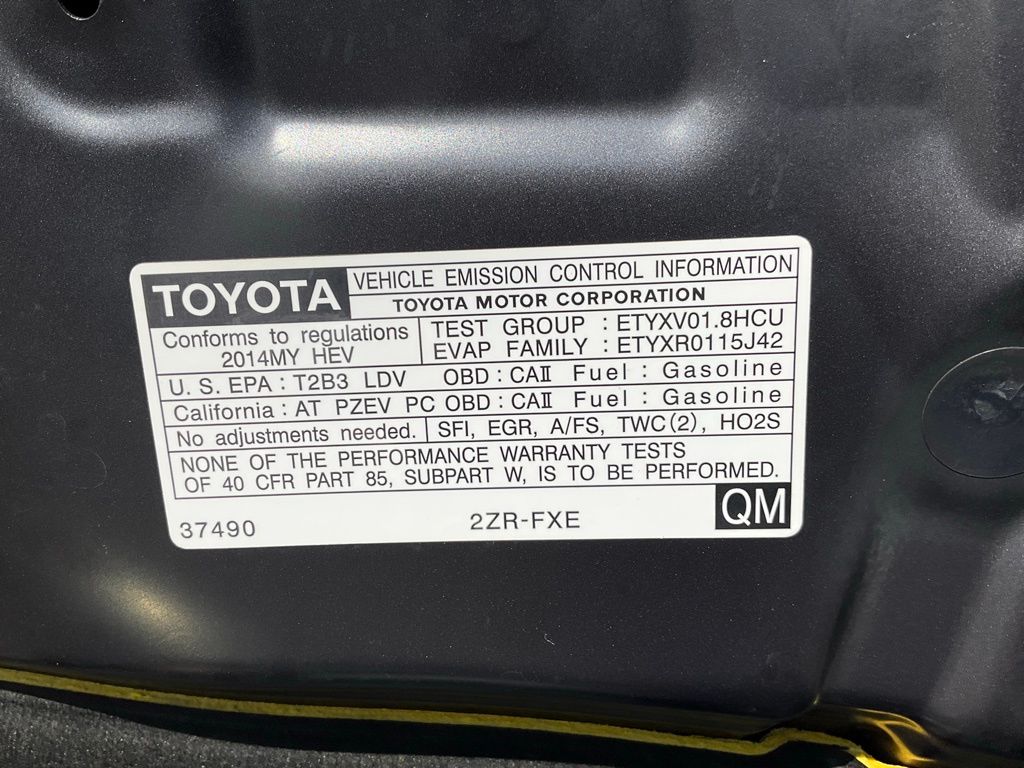 TOYOTA
VEHICLE EMISSION CONTROL INFORMATION
TOYOTA MOTOR CORPORATION
Conforms to regulations
2014MY HEV
TEST GROUP : ETYXV01.8HCU
EVAP FAMILY : ETYXR0115J42
U. S. EPA : T2B3 LDV OBD : CAII Fuel : Gasoline
California : AT PZEV PC OBD : CAII Fuel : Gasoline
No adjustments needed. SFI, EGR, A/FS, TWC(2), HO2S
NONE OF THE PERFORMANCE WARRANTY TESTS
OF 40 CFR PART 85, SUBPART W, IS TO BE PERFORMED.
37490 2ZR-FXE QM